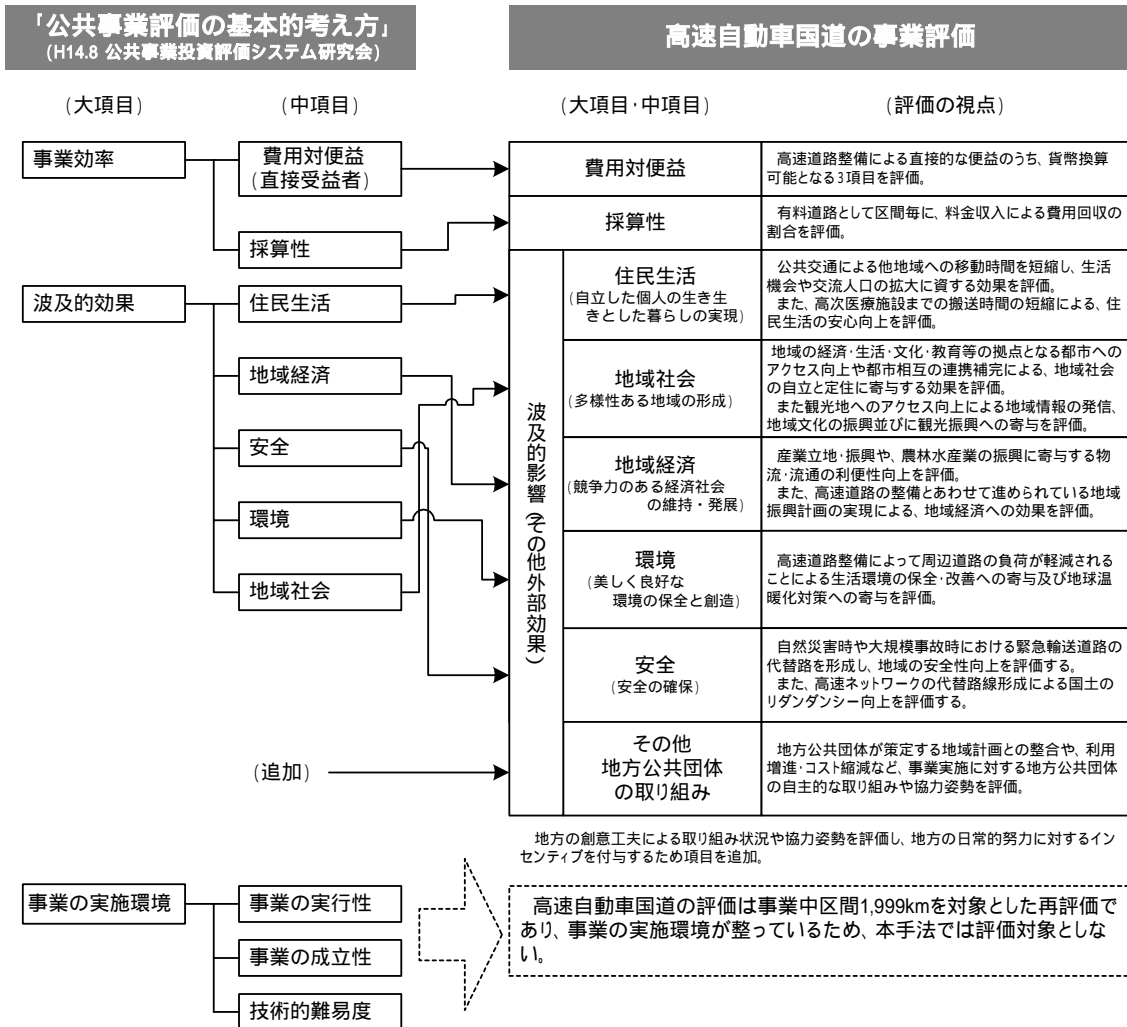 「公共事業評価の基本的考え方」
(H14.8 公共事業投資評価システム研究会)
高速自動車国道の事業評価
(大項目)
(中項目)
(大項目・中項目)
(評価の視点)
事業効率
費用対便益
(直接受益者)
採算性
波及的効果
住民生活
地域経済
安全
環境
地域社会
(追加)
事業の実施環境
事業の実行性
事業の成立性
技術的難易度
費用対便益
高速道路整備による直接的な便益のうち、貨幣換算
可能となる3項目を評価。
採算性
有料道路として区間毎に、料金収入による費用回収の
割合を評価。
波及的影響(その他外部効果)
住民生活
(自立した個人の生き生
きとした暮らしの実現)
公共交通による他地域への移動時間を短縮し、生活
機会や交流人口の拡大に資する効果を評価。
また、高次医療施設までの搬送時間の短縮による、住
民生活の安心向上を評価。
地域社会
(多様性ある地域の形成)
地域の経済・生活・文化・教育等の拠点となる都市への
アクセス向上や都市相互の連携補完による、地域社会
の自立と定住に寄与する効果を評価。
また観光地へのアクセス向上による地域情報の発信、
地域文化の振興並びに観光振興への寄与を評価。
地域経済
(競争力のある経済社会
の維持・発展)
産業立地・振興や、農林水産業の振興に寄与する物
流・流通の利便性向上を評価。
また、高速道路の整備とあわせて進められている地域
振興計画の実現による、地域経済への効果を評価。
環境
(美しく良好な
環境の保全と創造)
高速道路整備によって周辺道路の負荷が軽減される
ことによる生活環境の保全・改善への寄与及び地球温
暖化対策への寄与を評価。
安全
(安全の確保)
自然災害時や大規模事故時における緊急輸送道路の
代替路を形成し、地域の安全性向上を評価する。
また、高速ネットワークの代替路線形成による国土の
リダンダンシー向上を評価する。
その他
地方公共団体
の取り組み
地方公共団体が策定する地域計画との整合や、利用
増進・コスト縮減など、事業実施に対する地方公共団体
の自主的な取り組みや協力姿勢を評価。
地方の創意工夫による取り組み状況や協力姿勢を評価し、地方の日常的努力に対するイン
センティブを付与するため項目を追加。
高速自動車国道の評価は事業中区間1,999kmを対象とした再評価で
あり、事業の実施環境が整っているため、本手法では評価対象としな
い。